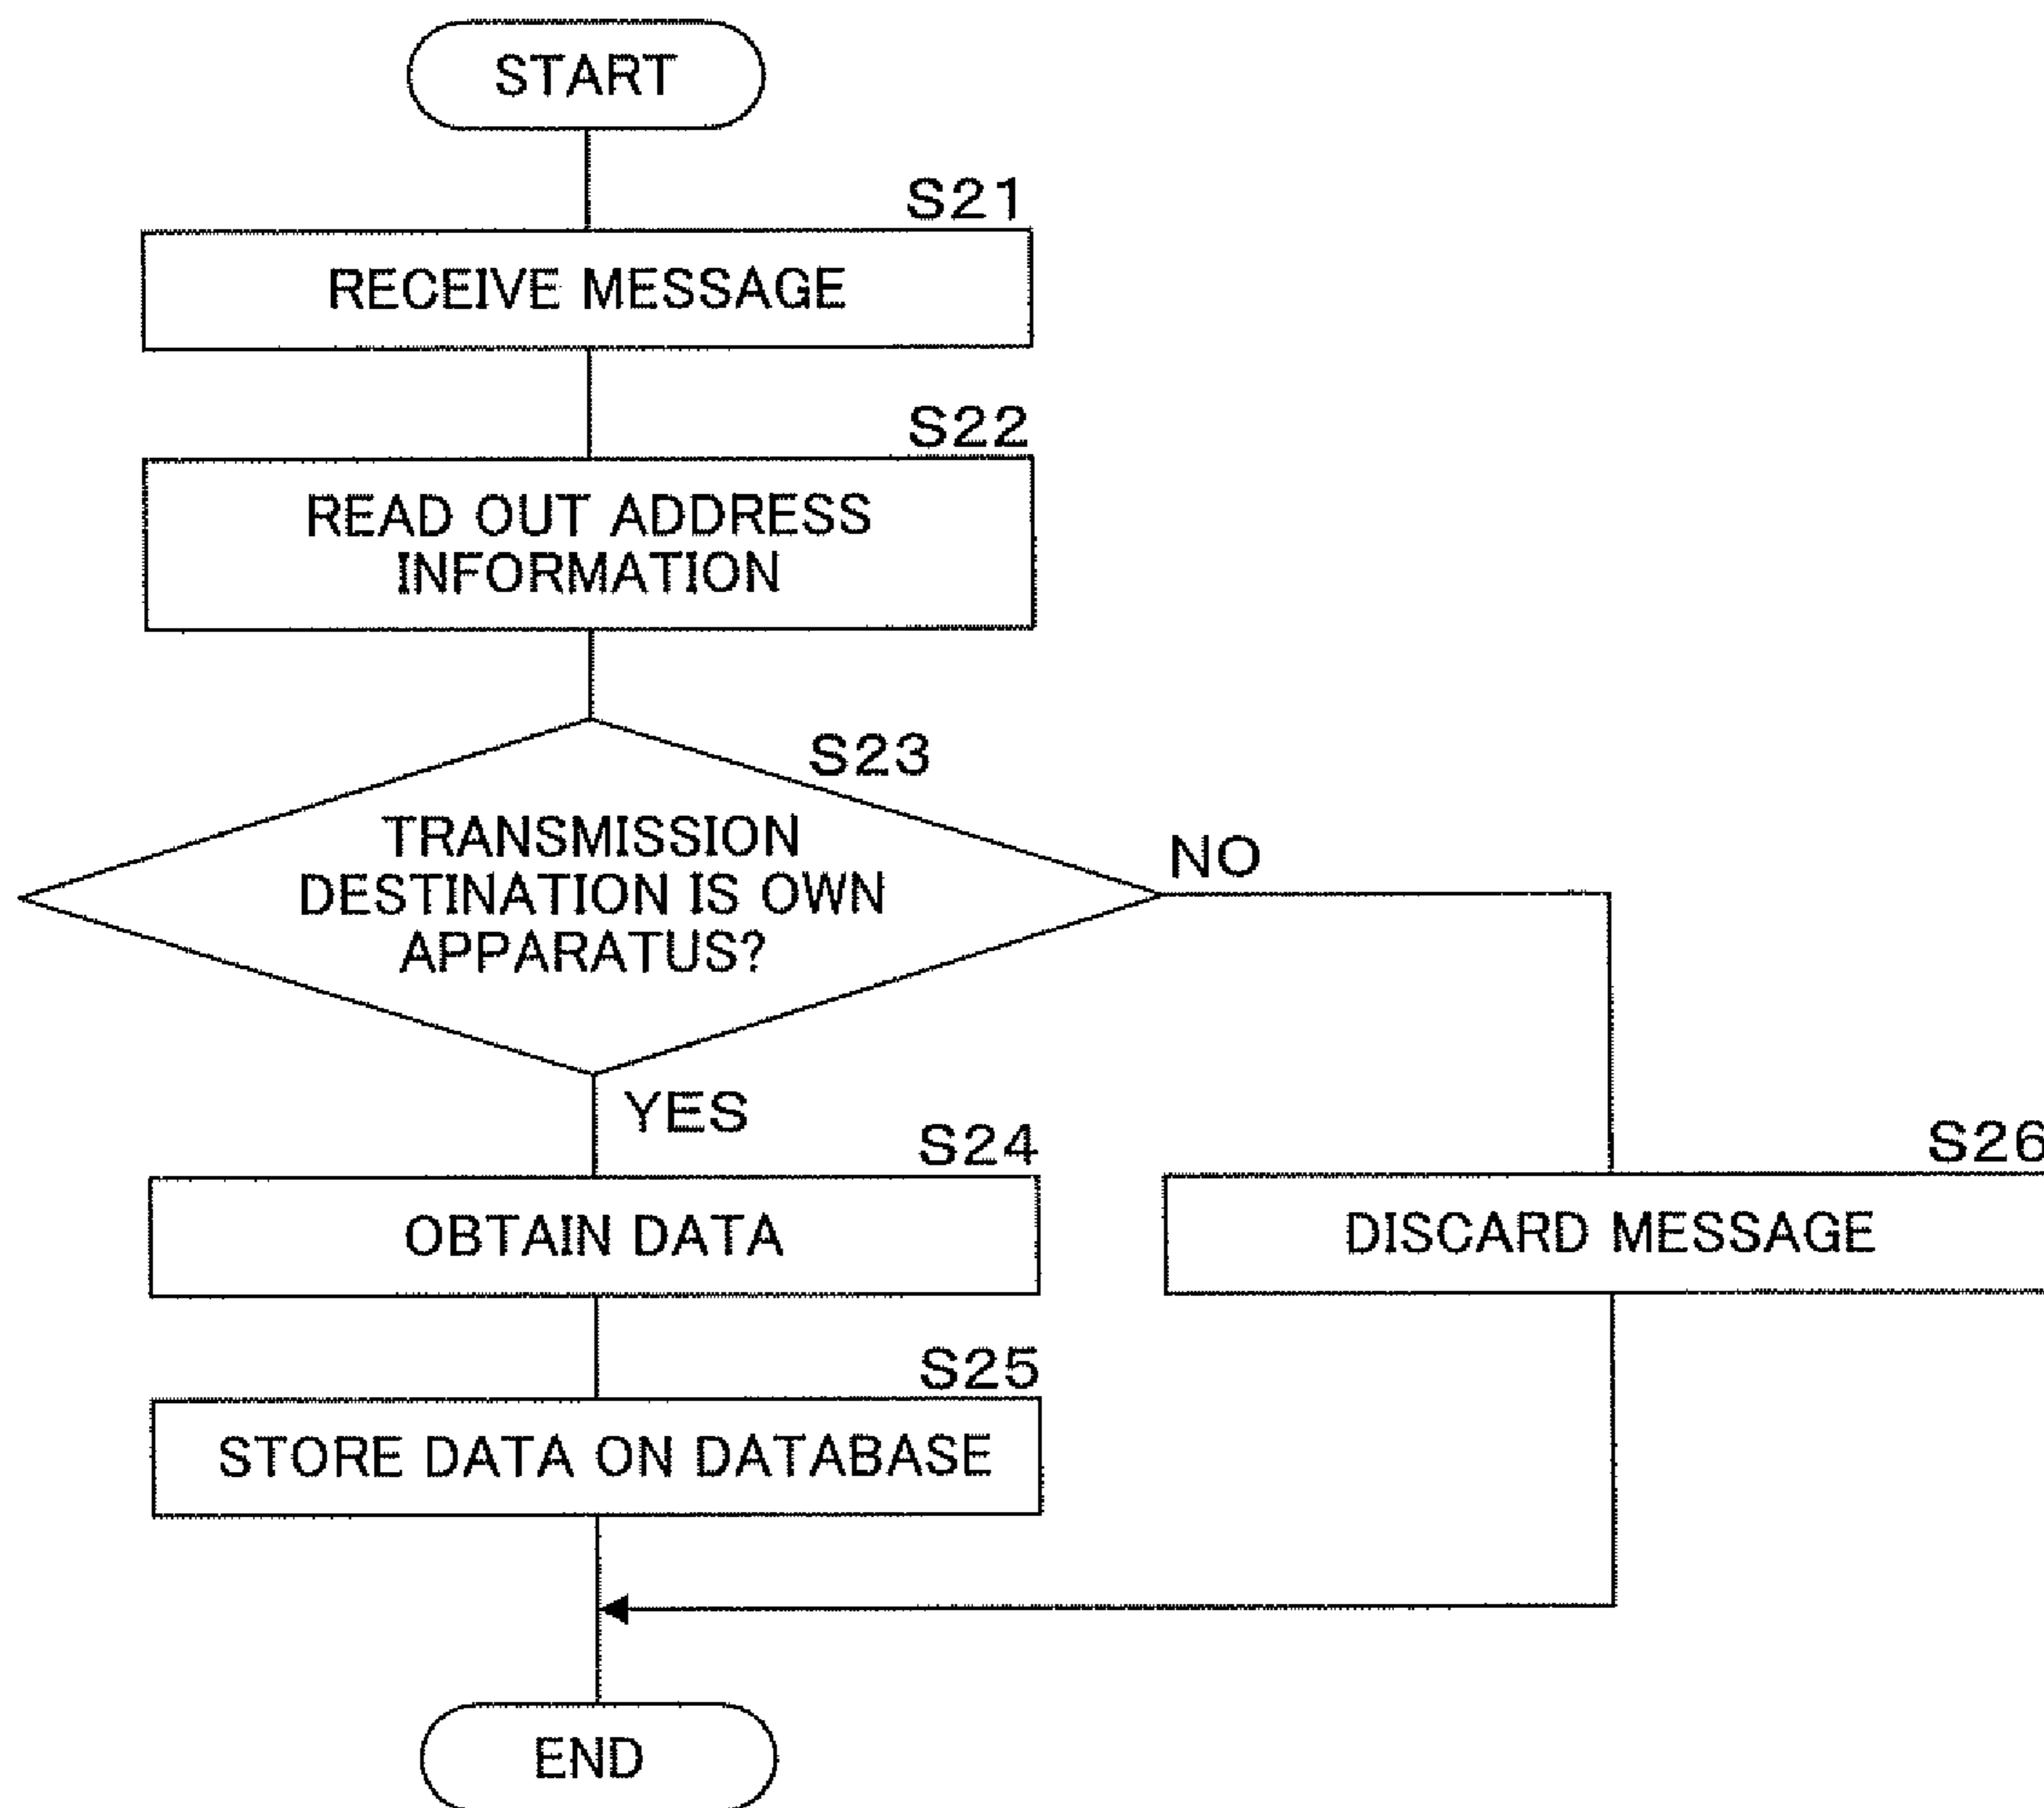 START
S21
RECEIVE MESSAGE
S22
READ OUT ADDRESS
INFORMATION
S23
TRANSMISSION
DESTINATION IS OWN
APPARATUS?
NO
YES
S24
OBTAIN DATA
S26
DISCARD MESSAGE
S25
STORE DATA ON DATABASE
END